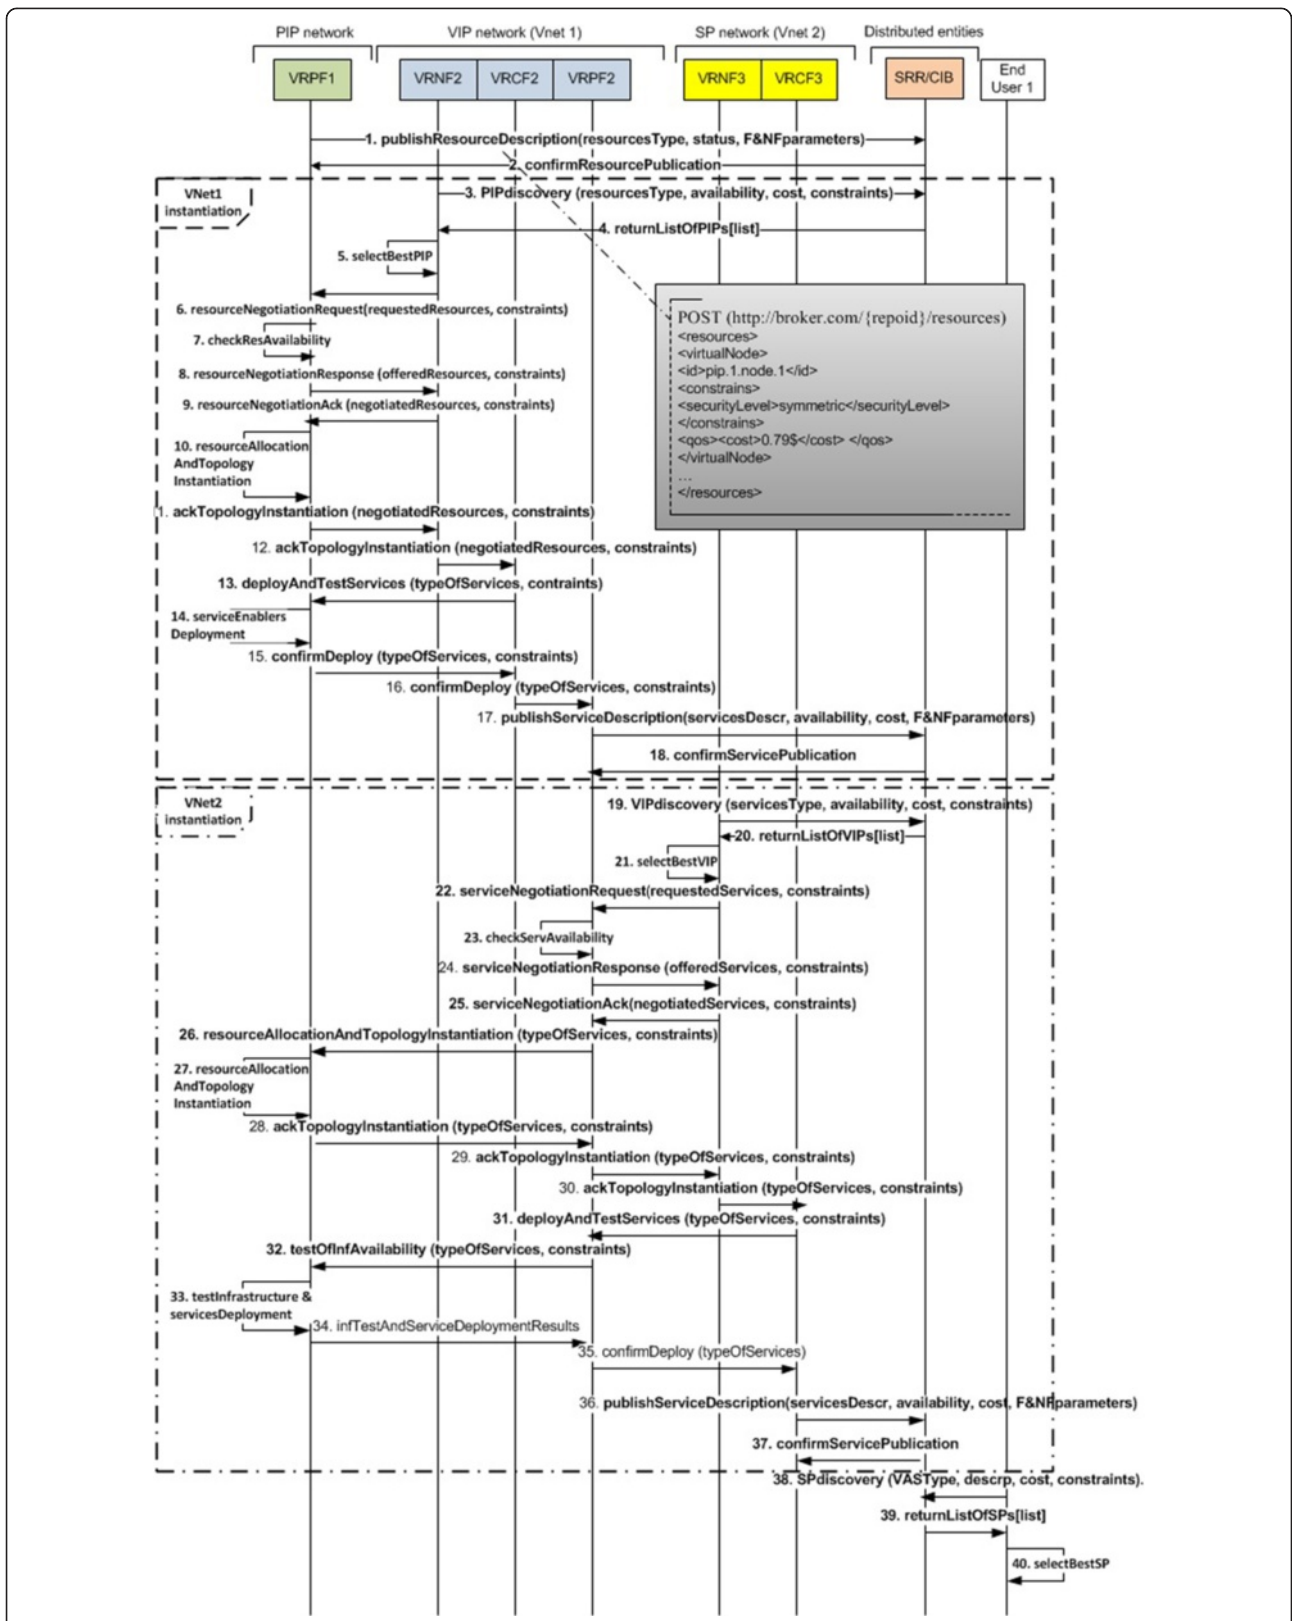 PIP network
VIP network (Vnet 1)
SP network (Vnet 2)
Distributed entities
VRPF1
VRNF2
VRCF2
VRPF2
VRNF3
VRCF3
SRR/CIB
End
User 1
1. publishResourceDescription(resourcesType, status, F&NFparameters)
2. confirmResourcePublication
VNet1
instantiation
3. PIPdiscovery (resourcesType, availability, cost, constraints)
4. returnListOfPIPs[list]
5. selectBestPIP
6. resourceNegotiationRequest(requestedResources, constraints)
7. checkResAvailability
8. resourceNegotiationResponse (offeredResources, constraints)
9. resourceNegotiationAck (negotiatedResources, constraints)
10. resourceAllocation
AndTopology
Instantiation
POST (http://broker.com/{repoid}/resources)
<resources>
<virtualNode>
<id>pip.1.node.1</id>
<constrains>
<securityLevel>symmetric</securityLevel>
</constrains>
<qos><cost>0.79$</cost> </qos>
</virtualNode>
...
</resources>
1. ackTopologyInstantiation (negotiatedResources, constraints)
12. ackTopologyInstantiation (negotiatedResources, constraints)
13. deployAndTestServices (typeOfServices, contraints)
14. serviceEnablers
Deployment
15. confirmDeploy (typeOfServices, constraints)
16. confirmDeploy (typeOfServices, constraints)
17. publishServiceDescription(servicesDescr, availability, cost, F&NFparameters)
18. confirmServicePublication
VNet2
instantiation
19. VIPdiscovery (servicesType, availability, cost, constraints)
20. returnListOfVIPs[list]
21. selectBestVIP
22. serviceNegotiationRequest(requestedServices, constraints)
23. checkServAvailability
24. serviceNegotiationResponse (offeredServices, constraints)
25. serviceNegotiationAck(negotiatedServices, constraints)
26. resourceAllocationAndTopologyInstantiation (typeOfServices, constraints)
27. resourceAllocation
AndTopology
Instantiation
28. ackTopologyInstantiation (typeOfServices, constraints)
29. ackTopologyInstantiation (typeOfServices, constraints)
30. ackTopologyInstantiation (typeOfServices, constraints)
31. deployAndTestServices (typeOfServices, constraints)
32. testOfInfAvailability (typeOfServices, constraints)
33. testInfrastructure &
servicesDeployment
34. infTestAndServiceDeploymentResults
35. confirmDeploy (typeOfServices)
36. publishServiceDescription(servicesDescr, availability, cost, F&NFparameters)
37. confirmServicePublication
38. SPdiscovery (VASType, descrp, cost, constraints).
39. returnListOfSPs[list]
40. selectBestSP